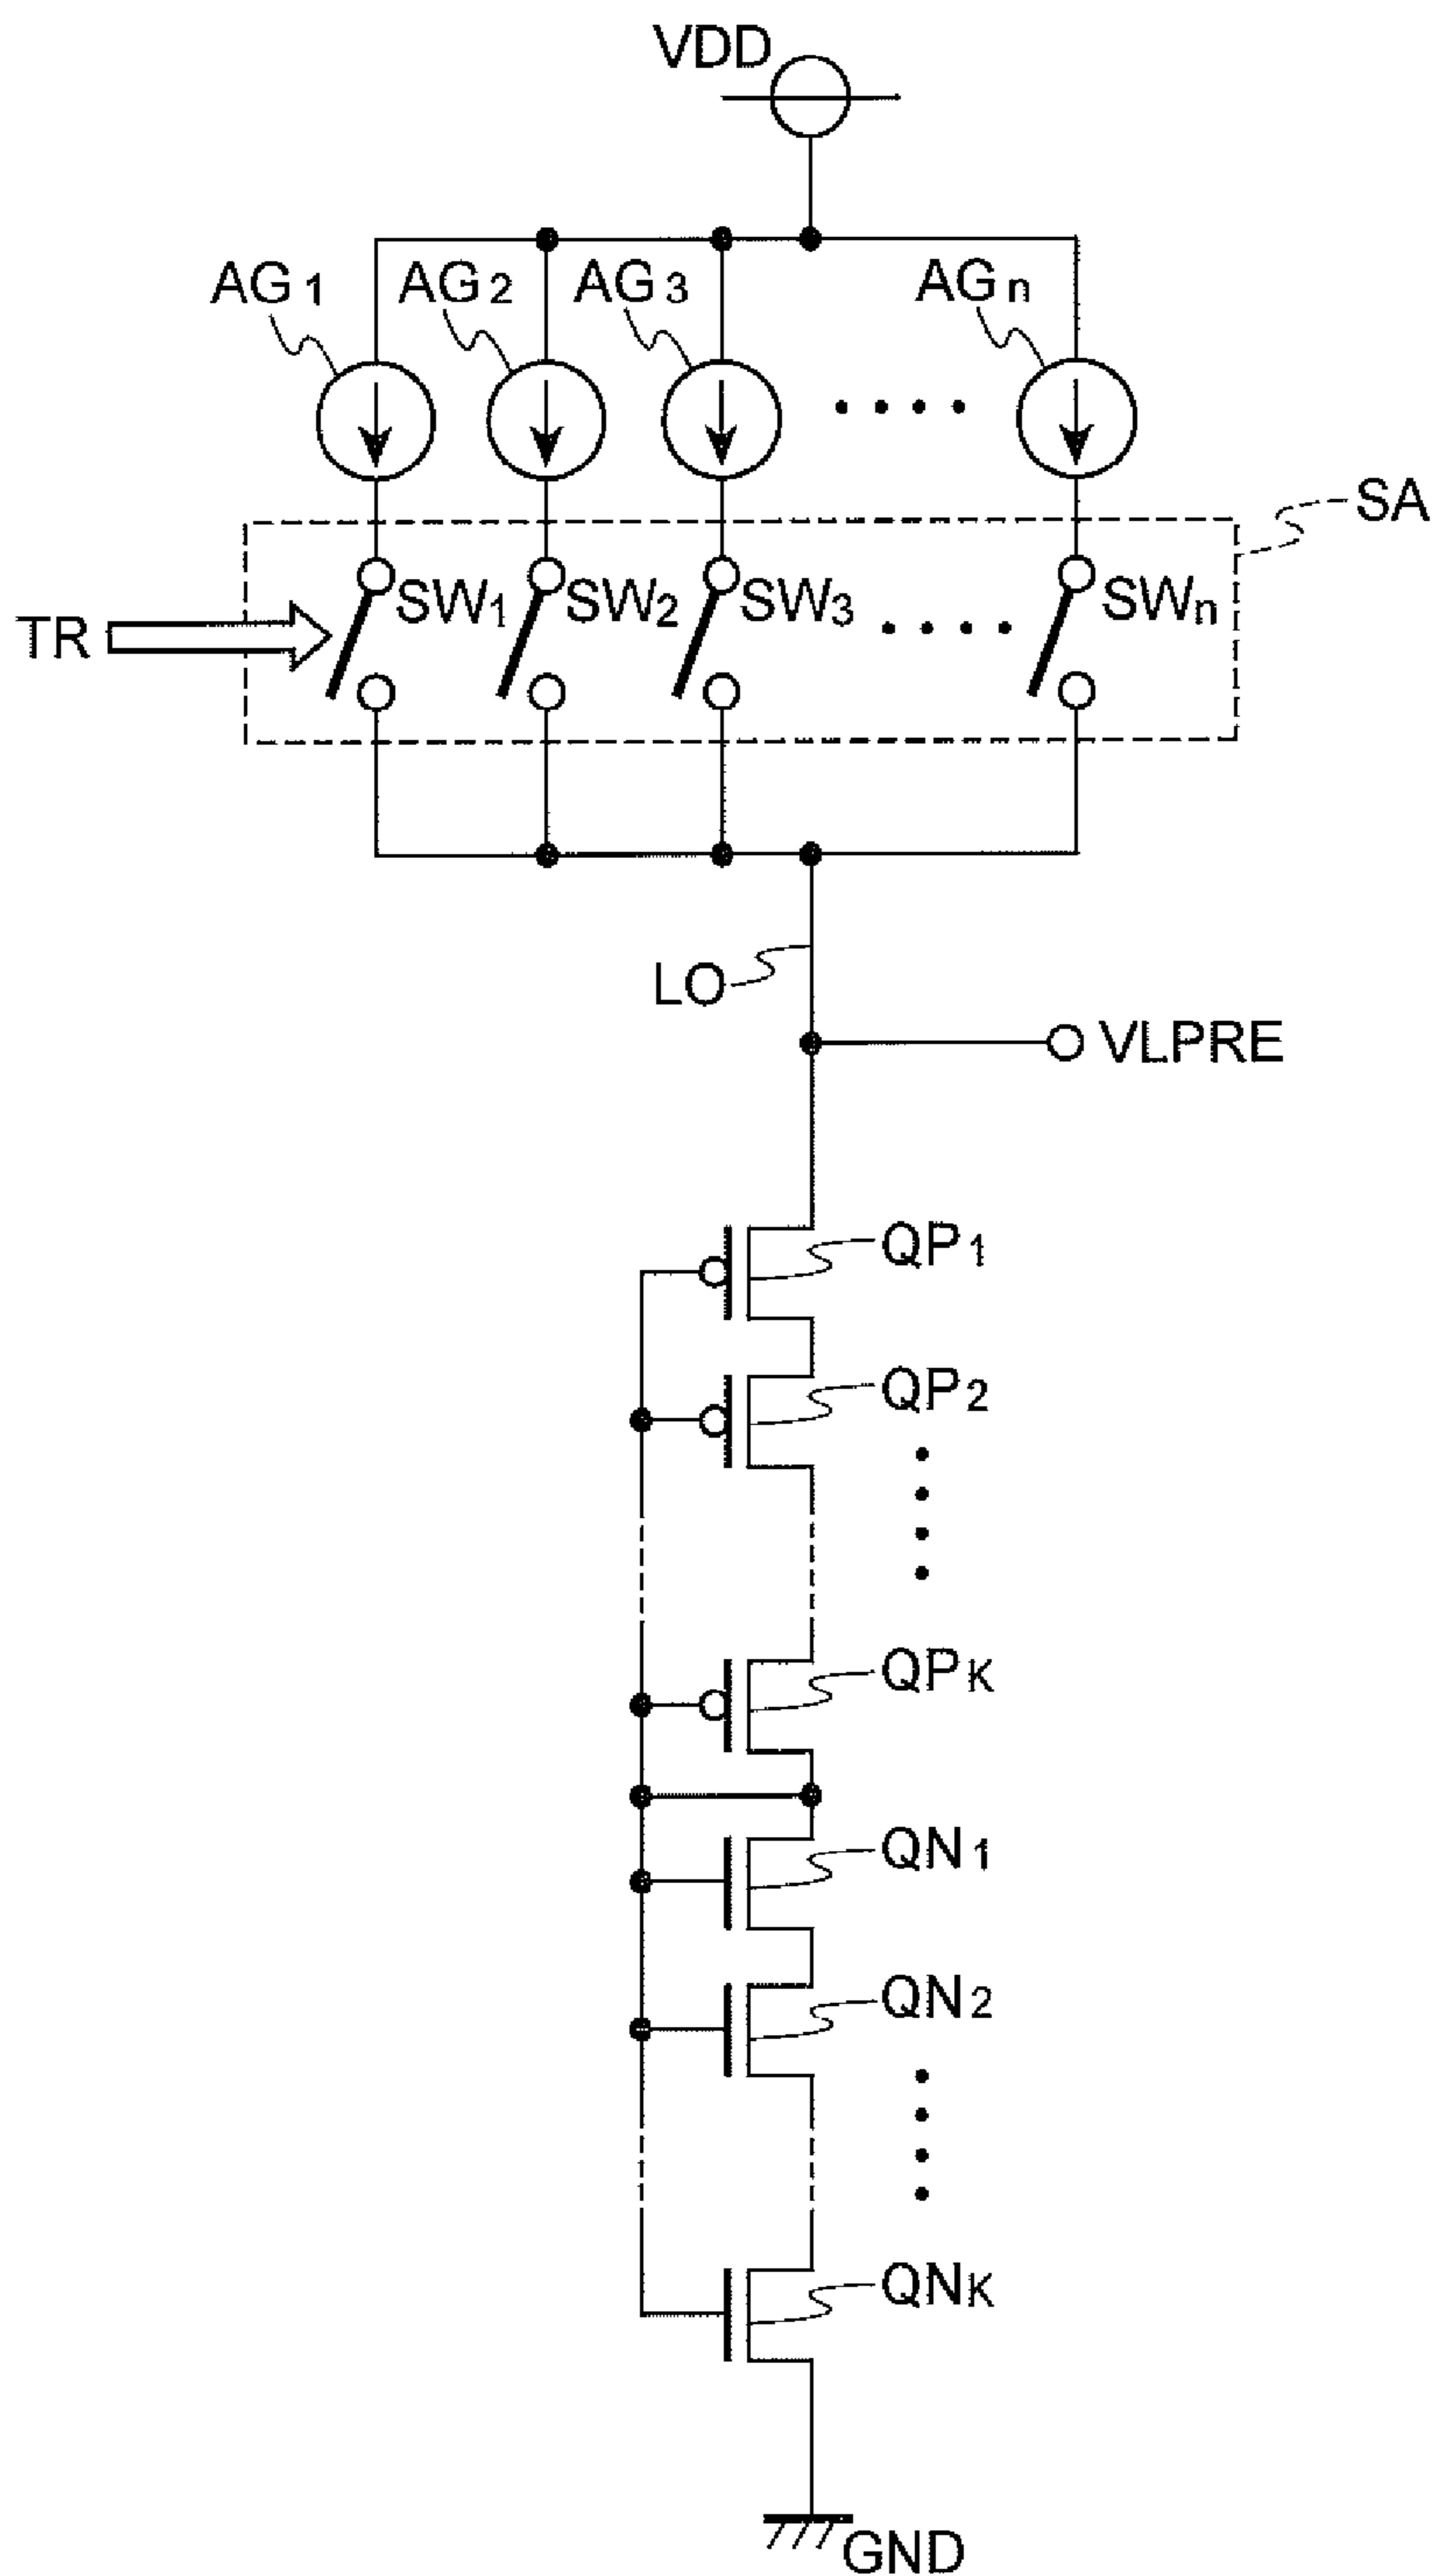 VDD
AG1 AG2 AG3 AGn
SA
SW1 SW2 SW3 SWn
TR
LO
VLPRE
QP1
QP2
QPK
QN1
QN2
QNK
GND